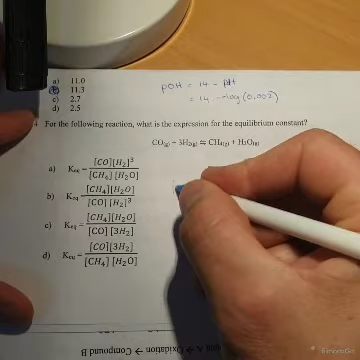 a) 11.0
b) 11.3
c) 2.7
d) 2.5
pOH = 14 - pH
= 14 - -log(0.002)
4 For the following reaction, what is the expression for the equilibrium constant?
CO(g) + 3H₂(g) ⇌ CH₄(g) + H₂O(g)
a) Keq = [CO][H₂]³ / [CH₄][H₂O]
b) Keq = [CH₄][H₂O] / [CO][H₂]³
c) Keq = [CH₄][H₂O] / [CO][3H₂]
d) Keq = [CO][3H₂] / [CH₄][H₂O]
Oxidation → Compound B